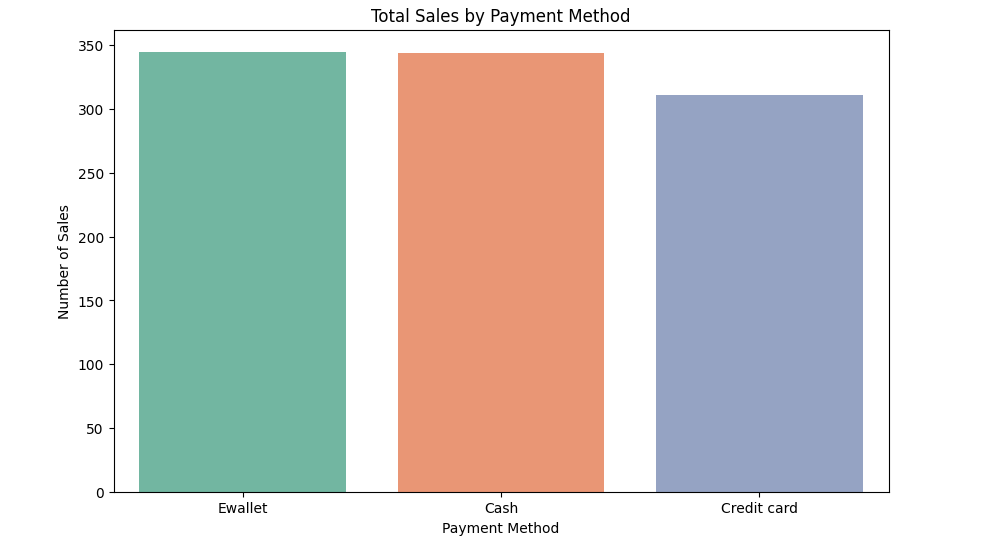 Total Sales by Payment Method
350
300
250
200
150
100
50
0
Number of Sales
Ewallet
Cash
Credit card
Payment Method